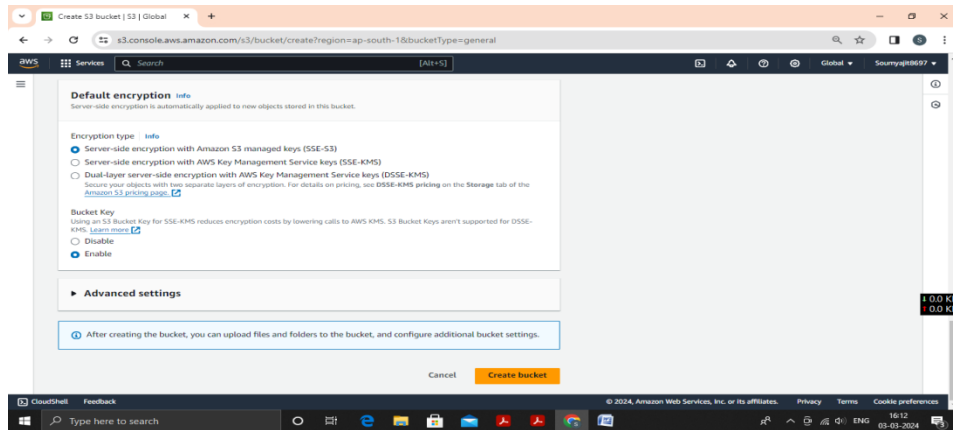 Create S3 bucket | S3 | Global
s3.console.aws.amazon.com/s3/bucket/create?region=ap-south-1&bucketType=general
aws Services Search [Alt+S] Global Soumyajit8697
Default encryption Info
Server-side encryption is automatically applied to new objects stored in this bucket.
Encryption type Info
Server-side encryption with Amazon S3 managed keys (SSE-S3)
Server-side encryption with AWS Key Management Service keys (SSE-KMS)
Dual-layer server-side encryption with AWS Key Management Service keys (DSSE-KMS)
Secure your objects with two separate layers of encryption. For details on pricing, see DSSE-KMS pricing on the Storage tab of the
Amazon S3 pricing page.
Bucket Key
Using an S3 Bucket Key for SSE-KMS reduces encryption costs by lowering calls to AWS KMS. S3 Bucket Keys aren't supported for DSSE-
KMS. Learn more
Disable
Enable
Advanced settings
0.0 K
0.0 K
After creating the bucket, you can upload files and folders to the bucket, and configure additional bucket settings.
Cancel Create bucket
CloudShell Feedback © 2024, Amazon Web Services, Inc. or its affiliates. Privacy Terms Cookie preferences
Type here to search ENG 16:12
03-03-2024